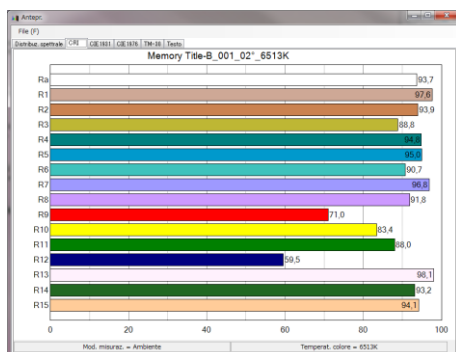 Antepr.
File (F)
Distribuz. spettrale CRI CIE1931 CIE1976 TM-30 Testo
Memory Title-B_001_02°_6513K
Ra 93,7
R1 97,6
R2 93,9
R3 88,8
R4 94,8
R5 95,0
R6 90,7
R7 96,8
R8 91,8
R9 71,0
R10 83,4
R11 88,0
R12 59,5
R13 98,1
R14 93,2
R15 94,1
0 20 40 60 80 100
Mod. misuraz. = Ambiente Temperat. colore = 6513K